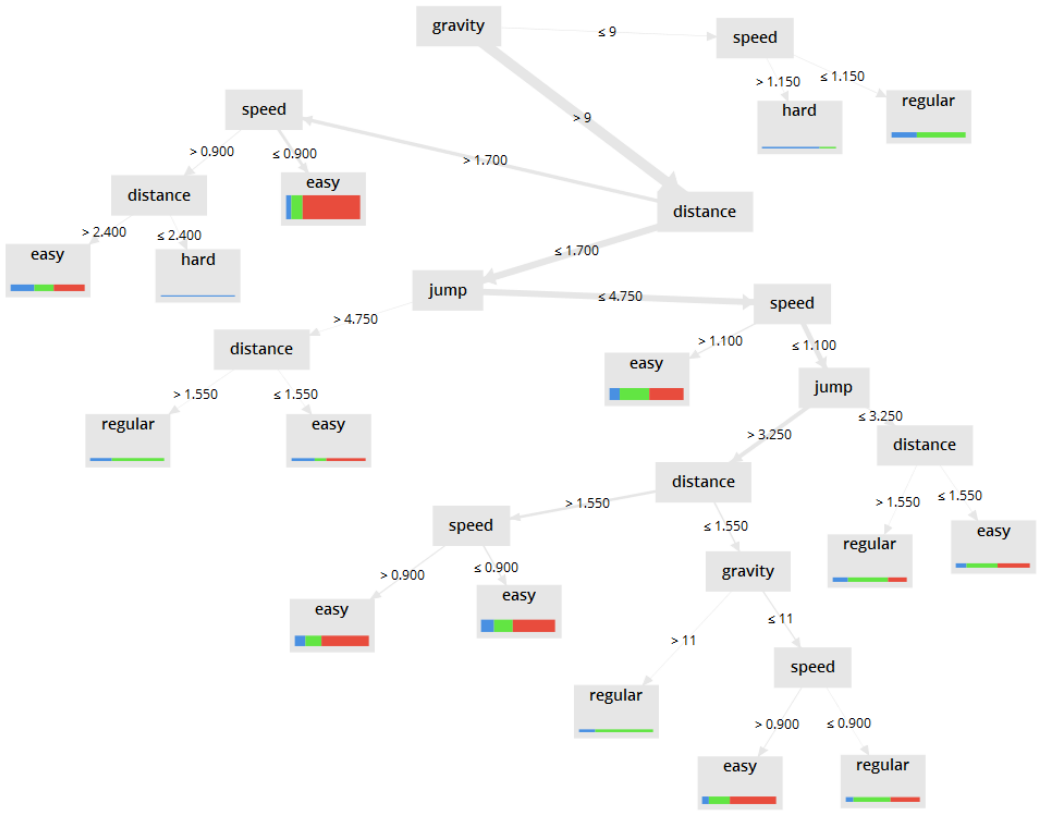 gravity
≤ 9
speed
> 1.150
≤ 1.150
hard
regular
> 9
speed
> 1.700
> 0.900
≤ 0.900
easy
distance
distance
> 2.400
≤ 2.400
easy
hard
≤ 1.700
jump
≤ 4.750
speed
> 4.750
distance
> 1.100
≤ 1.100
easy
jump
> 1.550
≤ 1.550
regular
easy
> 3.250
≤ 3.250
distance
distance
> 1.550
≤ 1.550
> 1.550
≤ 1.550
speed
regular
easy
> 0.900
≤ 0.900
gravity
easy
easy
> 11
≤ 11
regular
speed
> 0.900
≤ 0.900
easy
regular